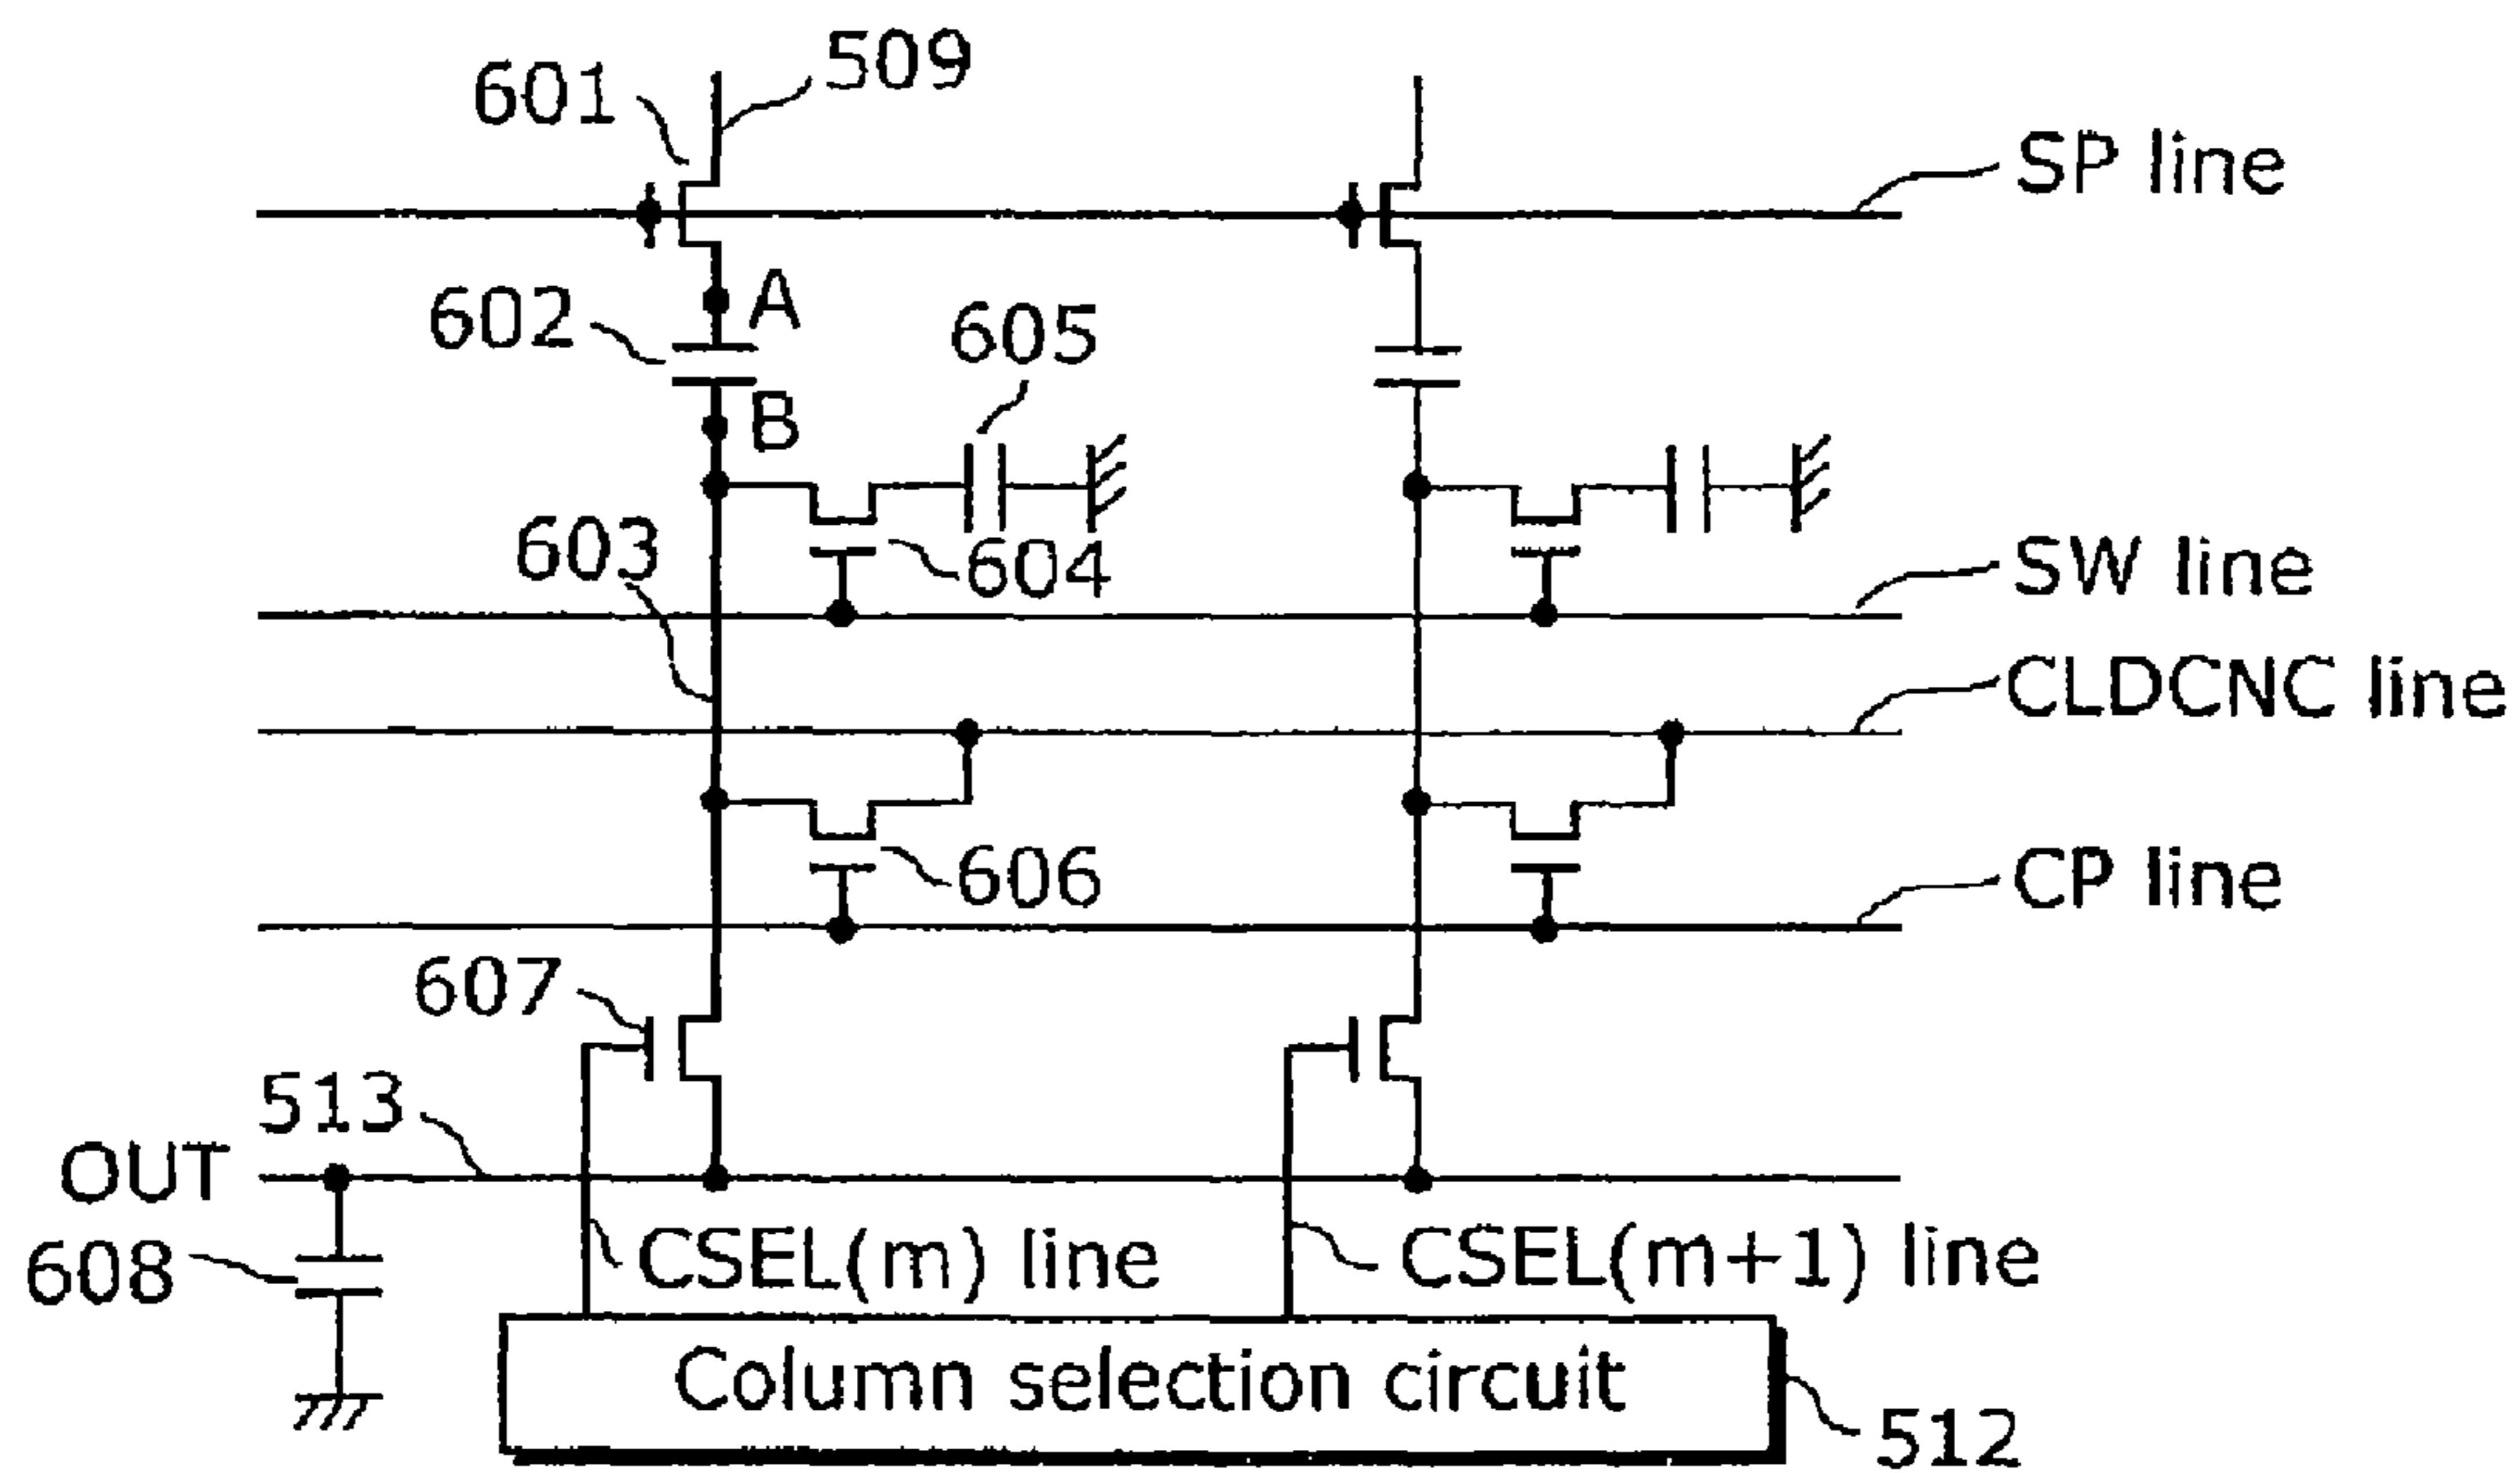 509
601
SP line
A
602
605
B
603
604
SW line
CLDCNC line
606
CP line
607
513
OUT
CSEL(m) line
CSEL(m+1) line
608
Column selection circuit
512